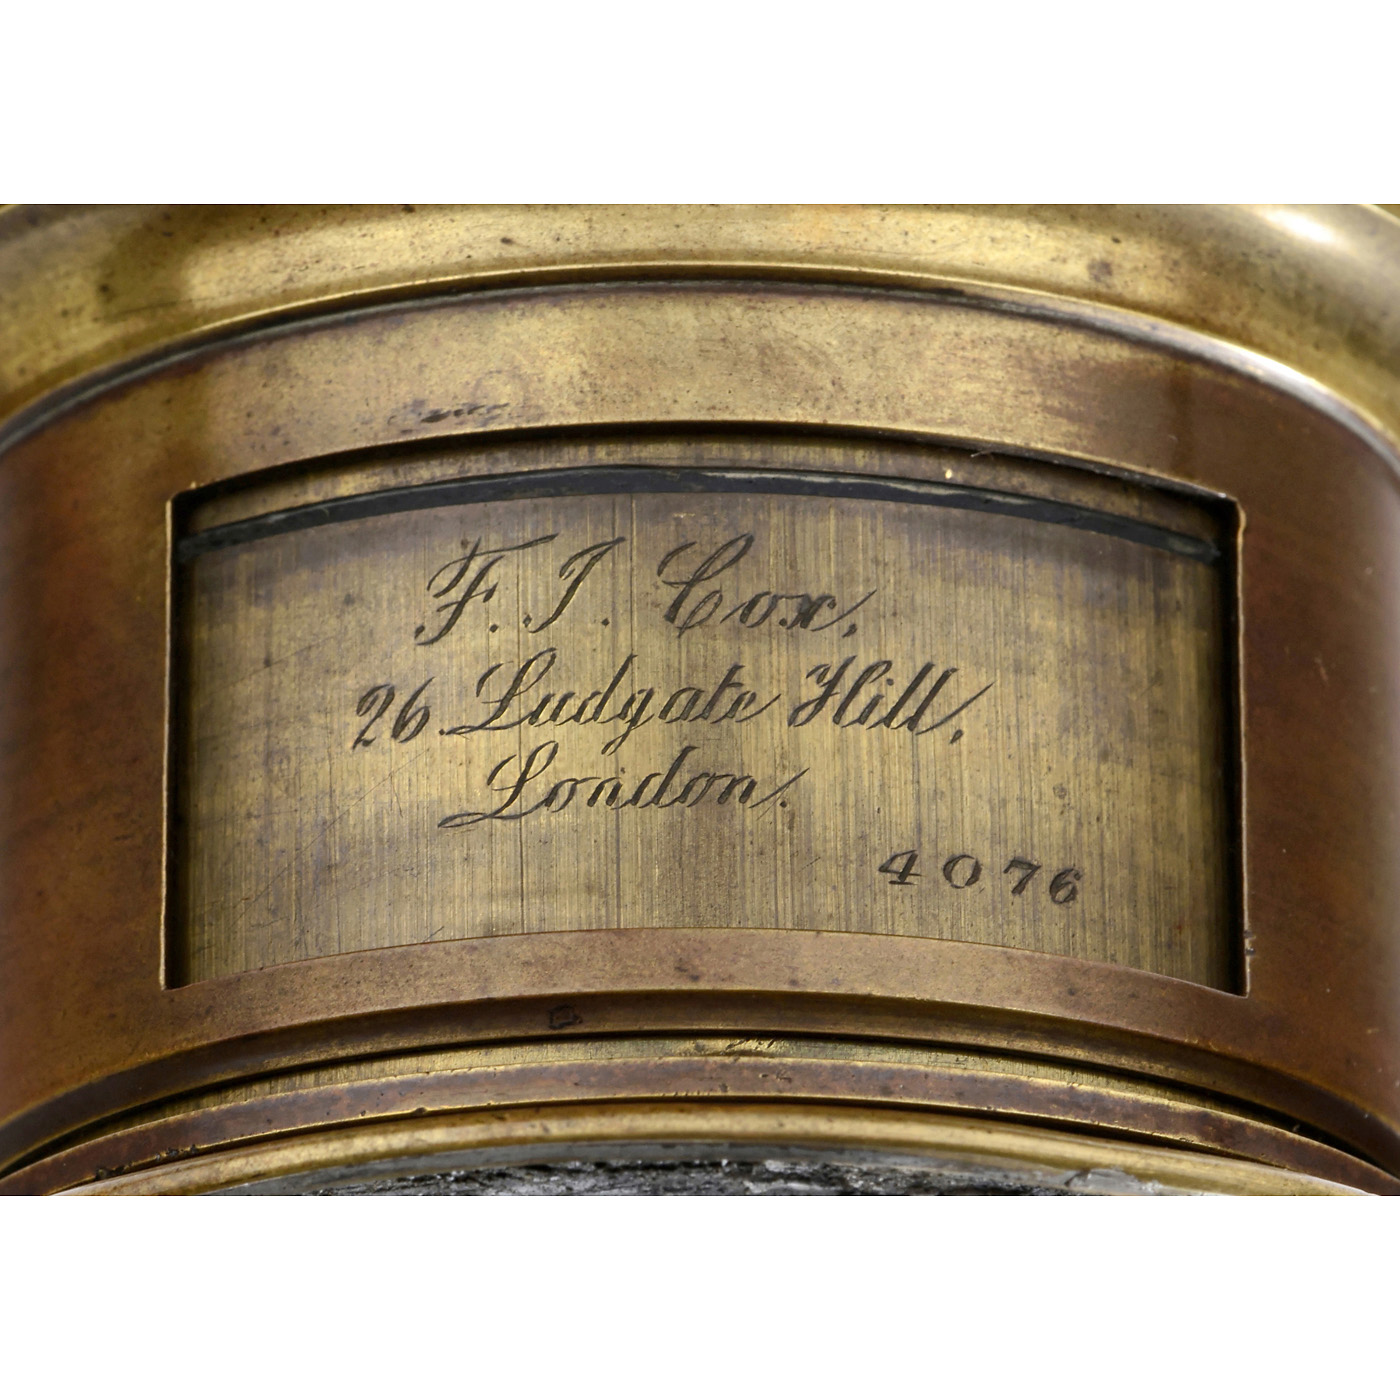 F. J. Cox,
26 Ludgate Hill,
London.
4076